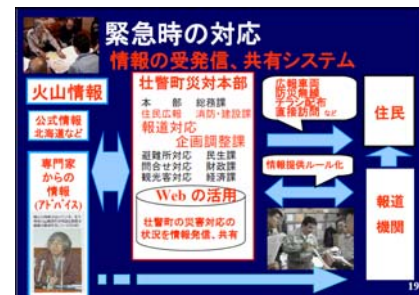 緊急時の対応
情報の受発信、共有システム
火山情報
公式情報
北海道など
専門家
からの
情報
(アドバイス)
壮瞥町災対本部
本 部 総務課
住民広報 消防・建設課
報道対応
企画調整課
避難所対応 民生課
問合せ対応 財政課
観光客対応 経済課
Webの活用
壮瞥町の災害対応の
状況を情報発信、共有
広報車両
防災無線
チラシ配布
直接訪問 など
情報提供ルール化
住民
報道
機関
19